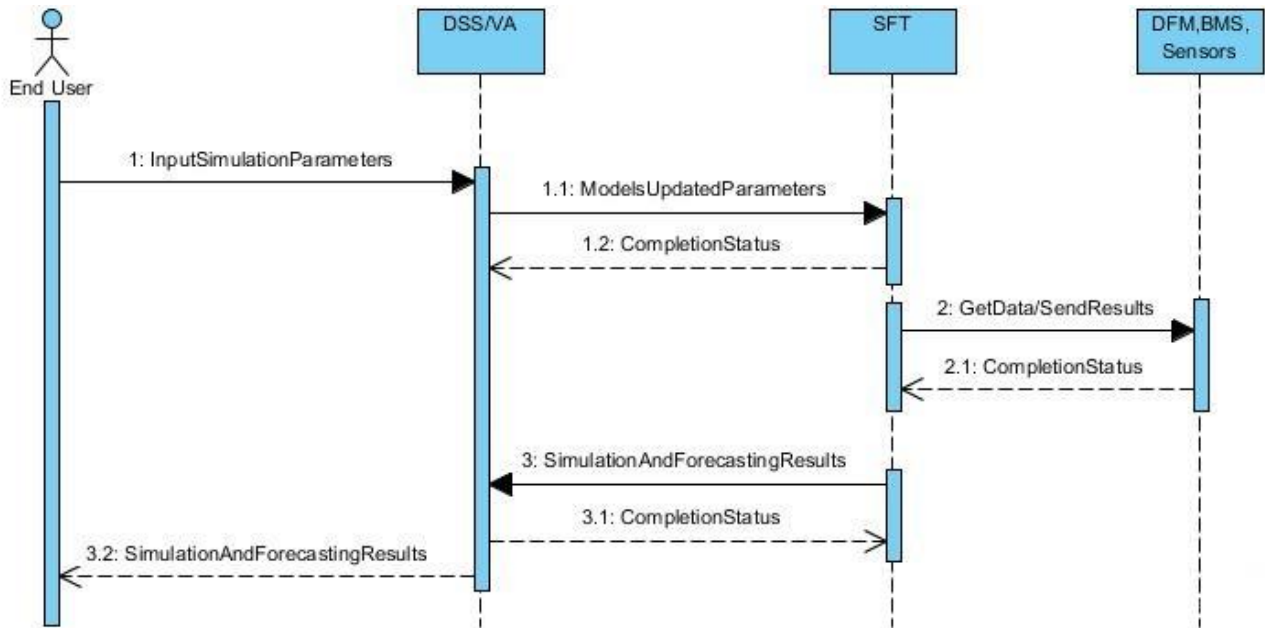 DSS/VA
SFT
DFM,BMS,
Sensors
End User
1: InputSimulationParameters
1.1: ModelsUpdatedParameters
1.2: CompletionStatus
2: GetData/SendResults
2.1: CompletionStatus
3: SimulationAndForecastingResults
3.1: CompletionStatus
3.2: SimulationAndForecastingResults